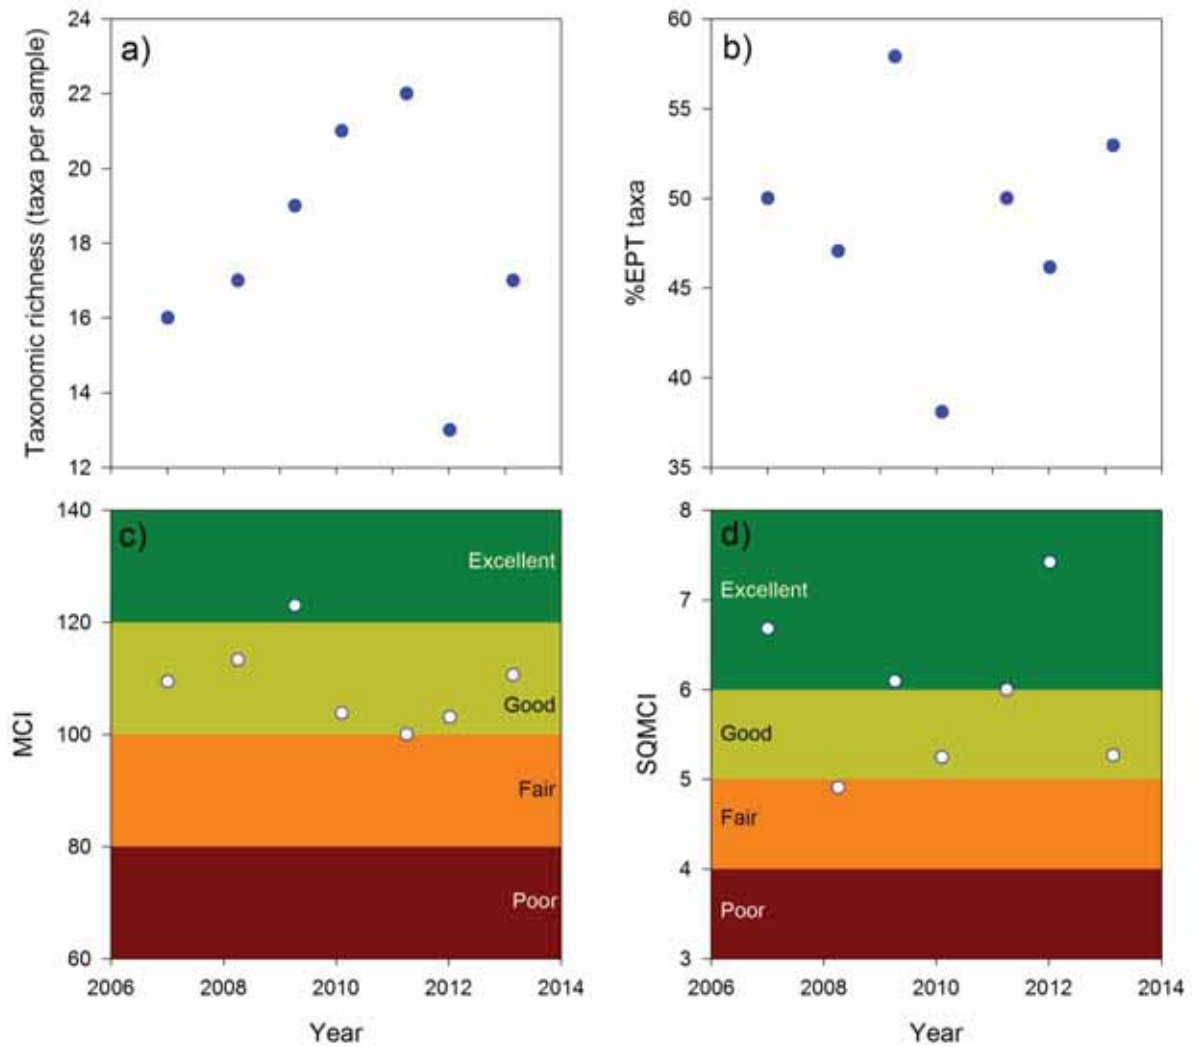 a)
Taxonomic richness (taxa per sample)
24
22
20
18
16
14
12
b)
%EPT taxa
60
55
50
45
40
35
c)
MCI
140
120
100
80
60
Excellent
Good
Fair
Poor
2006 2008 2010 2012 2014
Year
d)
SQMCI
8
7
6
5
4
3
Excellent
Good
Fair
Poor
2006 2008 2010 2012 2014
Year